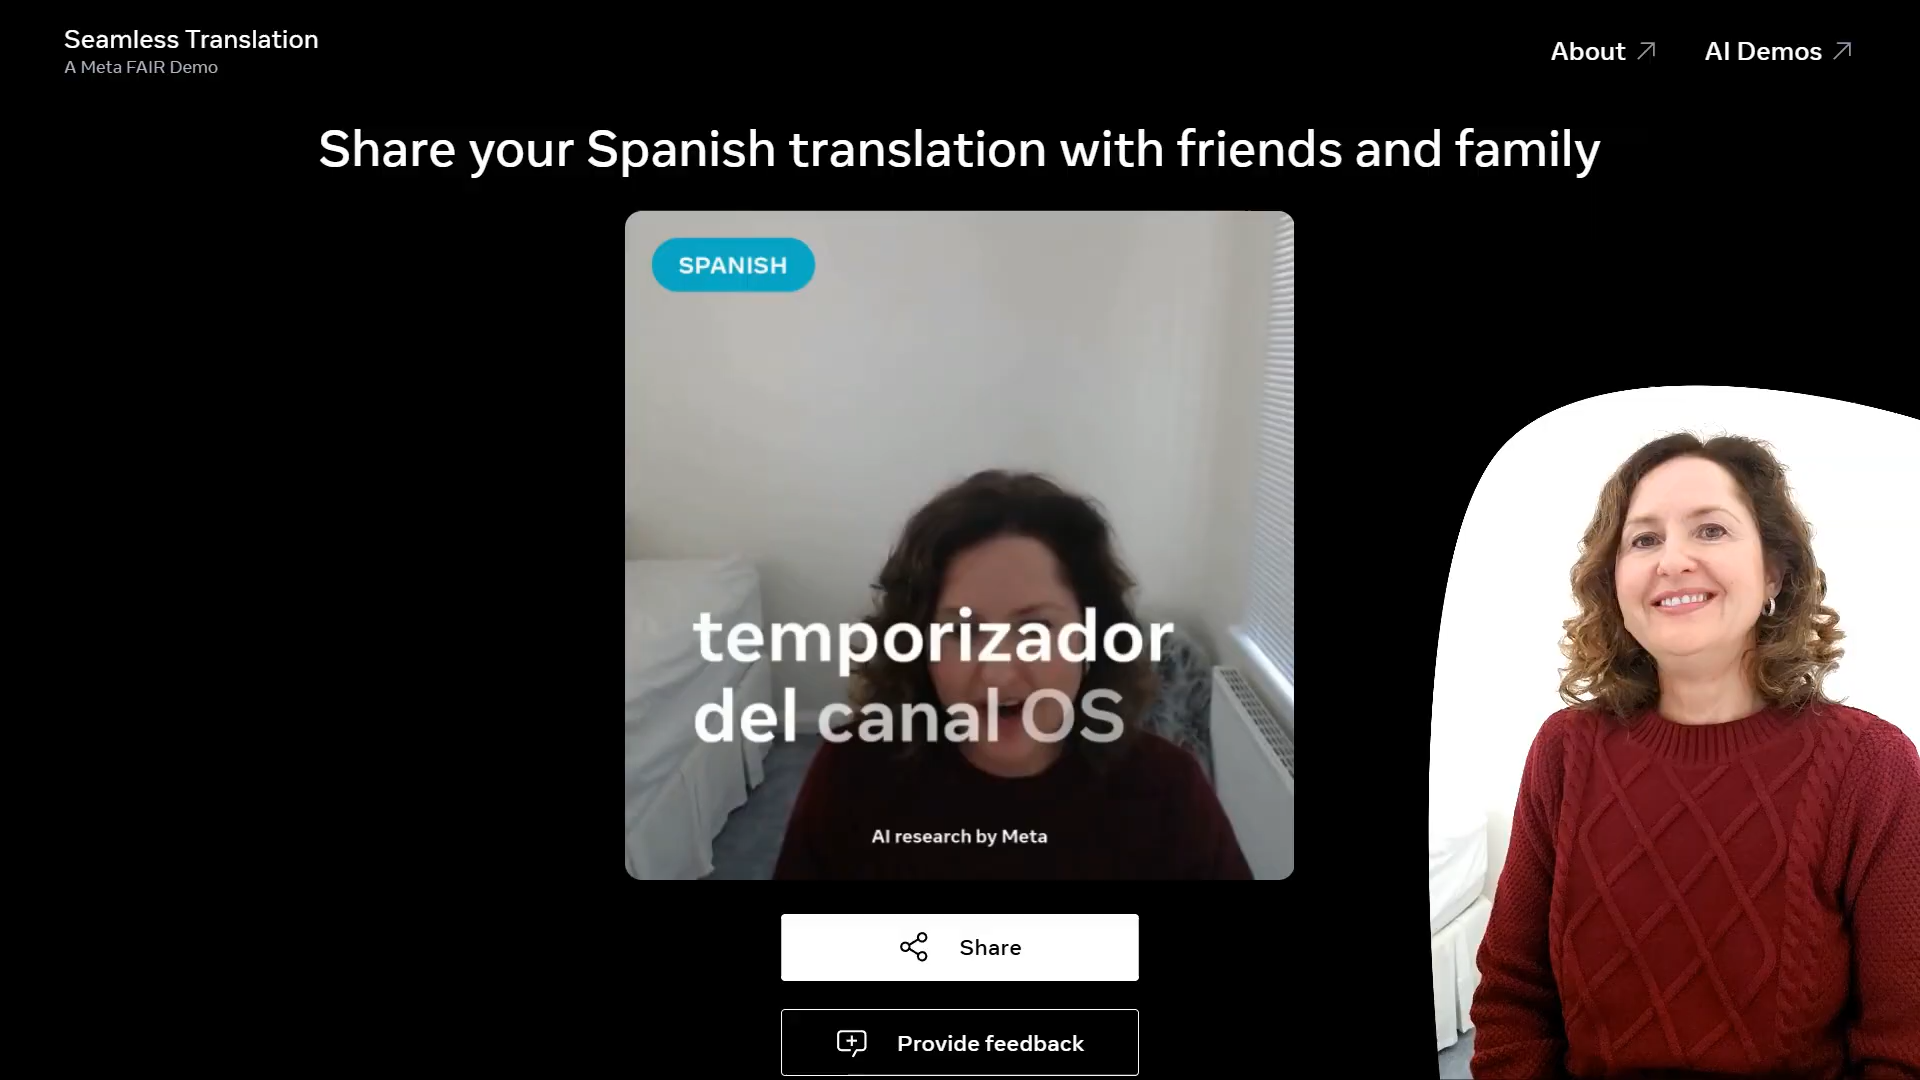 Seamless Translation
A Meta FAIR Demo
About
AI Demos
Share your Spanish translation with friends and family
SPANISH
temporizador
del canal OS
AI research by Meta
Share
Provide feedback